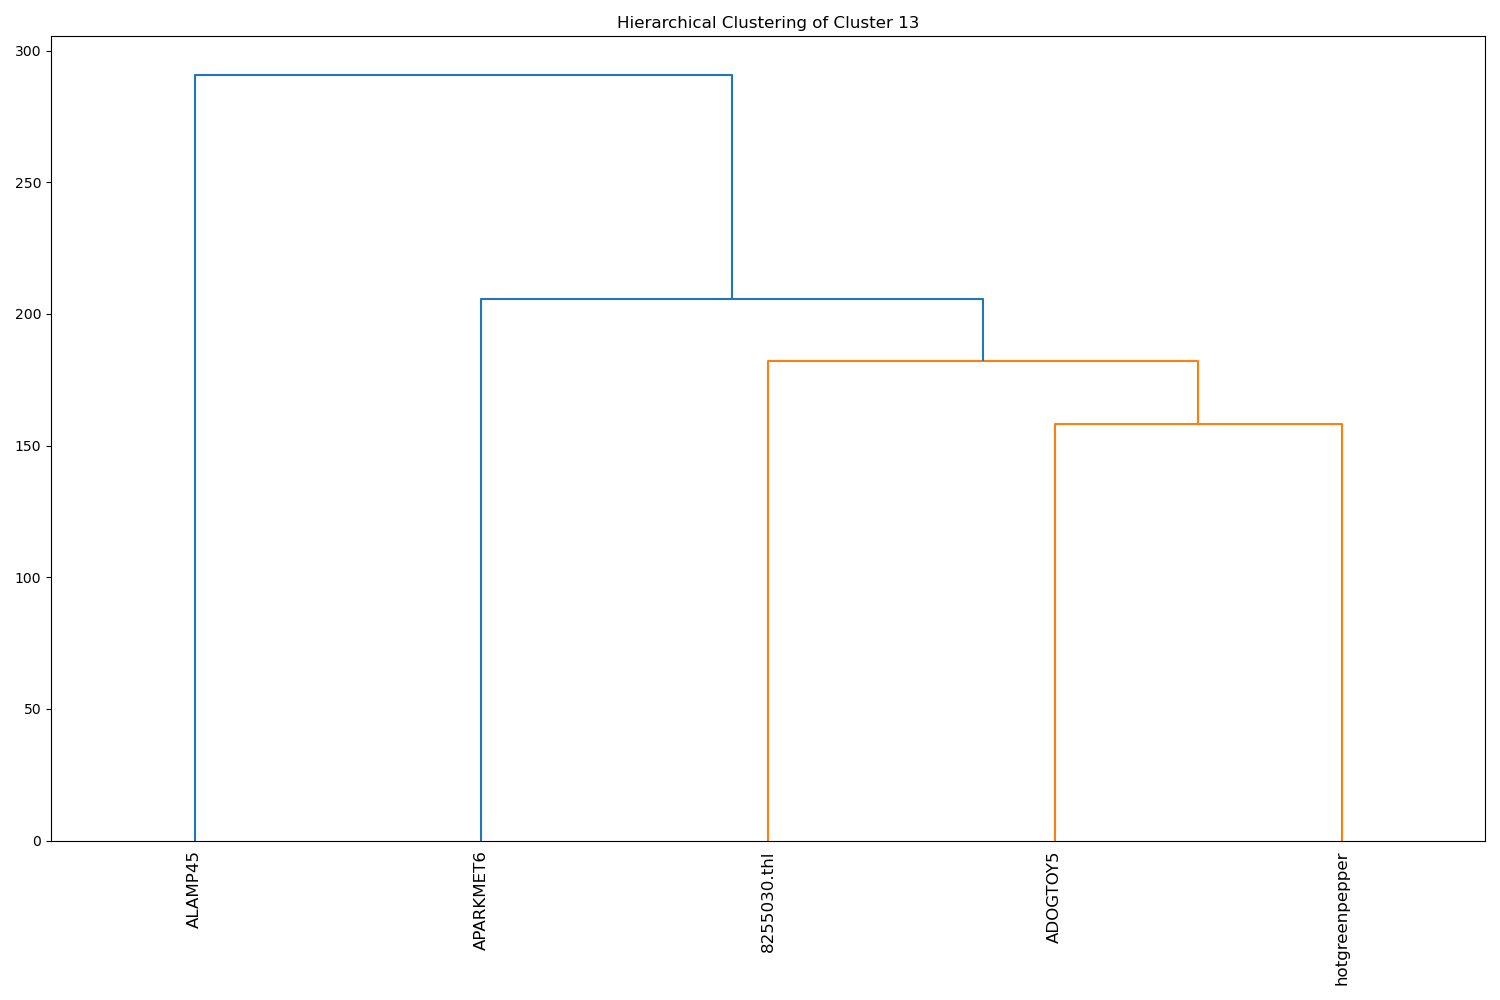 Hierarchical Clustering of Cluster 13
300
250
200
150
100
50
0
ALAMP45
APARKMET6
8255030.thl
ADOGTOY5
hotgreenpepper